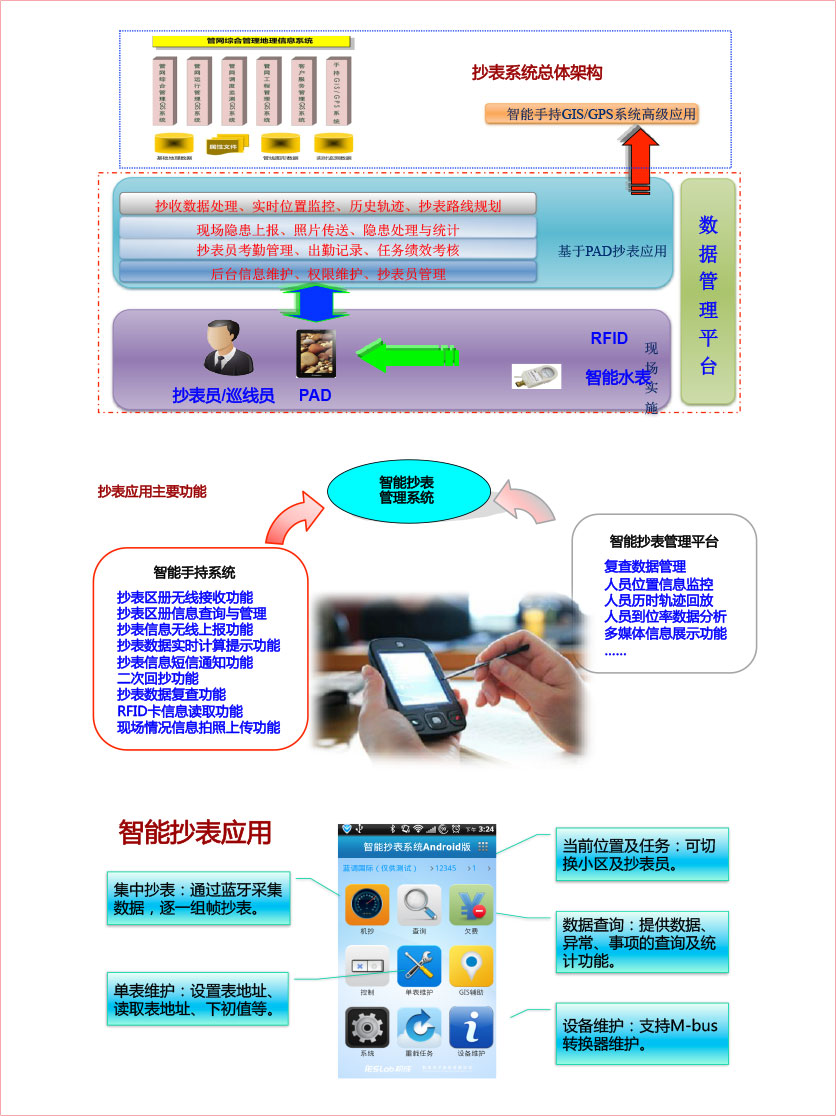 管网综合管理地理信息系统
管网综合管理GIS系统
管网运行管理GIS系统
管网调度监测GIS系统
管网工程管理GIS系统
客户服务管理GIS系统
手持GIS/GPS系统
基础地理数据
属性文件
管线图形数据
实时监测数据
抄表系统总体架构
智能手持GIS/GPS系统高级应用
抄收数据处理、实时位置监控、历史轨迹、抄表路线规划
现场隐患上报、照片传送、隐患处理与统计
抄表员考勤管理、出勤记录、任务绩效考核
后台信息维护、权限维护、抄表员管理
基于PAD抄表应用
数据管理平台
抄表员/巡线员
PAD
RFID
智能水表
现场实施
抄表应用主要功能
智能抄表
管理系统
智能手持系统
抄表区册无线接收功能
抄表区册信息查询与管理
抄表信息无线上报功能
抄表数据实时计算提示功能
抄表信息短信通知功能
二次回抄功能
抄表数据复查功能
RFID卡信息读取功能
现场情况信息拍照上传功能
智能抄表管理平台
复查数据管理
人员位置信息监控
人员历时轨迹回放
人员到位率数据分析
多媒体信息展示功能
......
智能抄表应用
集中抄表：通过蓝牙采集
数据，逐一组帧抄表。
单表维护：设置表地址、
读取表地址、下初值等。
下午 3:24
智能抄表系统Android版
蓝调国际（仅供测试） >12345 >1 >
机抄
查询
欠费
控制
单表维护
GIS辅助
系统
重载任务
设备维护
当前位置及任务：可切
换小区及抄表员。
数据查询：提供数据、
异常、事项的查询及统
计功能。
设备维护：支持M-bus
转换器维护。